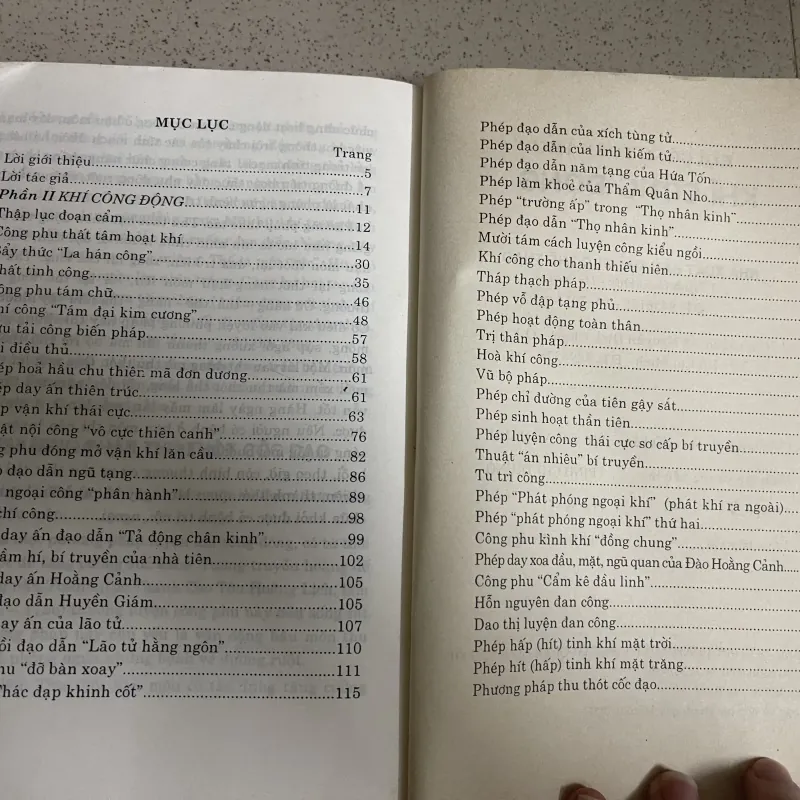 MỤC LỤC
Trang
Lời giới thiệu..........5
Lời tác giả..........7
Phần II KHÍ CÔNG ĐỘNG..........11
Thập lục đoạn cẩm..........12
Công phu thất tâm hoạt khí..........14
Bẩy thức "La hán công"..........30
hất tinh công..........35
ông phu tám chữ..........46
hí công "Tám đại kim cương"..........48
ưu tải công biến pháp..........57
i điều thủ..........58
ép hoả hầu chu thiên mã đơn dương..........61
ép day ấn thiên trúc..........61
p vận khí thái cực..........63
ật nội công "vô cực thiên canh"..........76
g phu đóng mở vận khí lăn cầu..........82
đạo dẫn ngũ tạng..........86
ngoại công "phân hành"..........89
chí công..........98
day ấn đạo dẫn "Tả động chân kinh"..........99
ầm hí, bí truyền của nhà tiên..........102
day ấn Hoằng Cảnh..........105
đạo dẫn Huyền Giám..........105
ay ấn của lão tử..........107
ồi đạo dẫn "Lão tử hằng ngôn"..........110
hu "đỡ bàn xoay"..........111
Thác đạp khinh cốt"..........115
Phép đạo dẫn của xích tùng tử..........
Phép đạo dẫn của linh kiếm tử..........
Phép đạo dẫn năm tạng của Hứa Tốn..........
Phép làm khoẻ của Thẩm Quân Nho..........
Phép "trường ấp" trong "Thọ nhân kinh"..........
Phép đạo dẫn "Thọ nhân kinh"..........
Mười tám cách luyện công kiểu ngồi..........
Khí công cho thanh thiếu niên..........
Tháp thạch pháp..........
Phép vỗ đập tạng phủ..........
Phép hoạt động toàn thân..........
Trị thân pháp..........
Hoà khí công..........
Vũ bộ pháp..........
Phép chỉ dường của tiên gậy sắt..........
Phép sinh hoạt thần tiên..........
Phép luyện công thái cực sơ cấp bí truyền..........
Thuật "án nhiêu" bí truyền..........
Tu trì công..........
Phép "Phát phóng ngoại khí" (phát khí ra ngoài)....
Phép "phát phóng ngoại khí" thứ hai..........
Công phu kình khí "đồng chung"..........
Phép day xoa đầu, mặt, ngũ quan của Đào Hoằng Cảnh.....
Công phu "Cẩm kê đầu linh"..........
Hỗn nguyên đan công..........
Dao thị luyện đan công..........
Phép hấp (hít) tinh khí mặt trời..........
Phép hít (hấp) tinh khí mặt trăng..........
Phương pháp thu thót cốc đạo..........